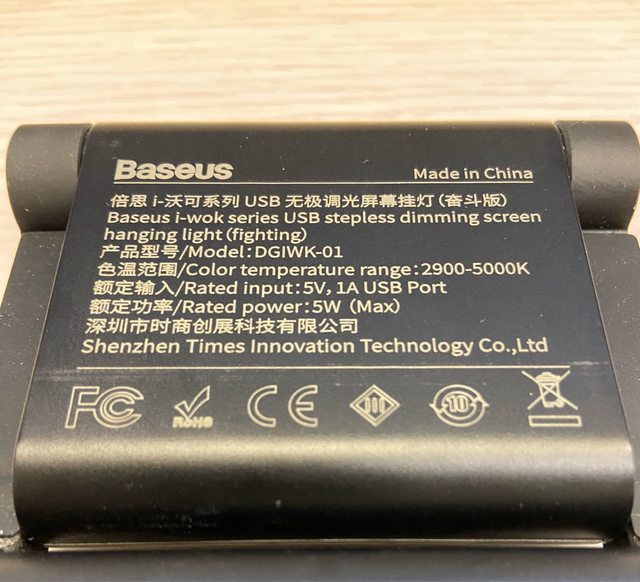 Baseus
Made in China
倍思 i-沃可系列 USB 无极调光屏幕挂灯(奋斗版)
Baseus i-wok series USB stepless dimming screen
hanging light(fighting)
产品型号/Model:DGIWK-01
色温范围/Color temperature range:2900-5000K
额定输入/Rated input:5V⎓1A USB Port
额定功率/Rated power:5W (Max)
深圳市时商创展科技有限公司
Shenzhen Times Innovation Technology Co.,Ltd
FC CE 10
RoHS